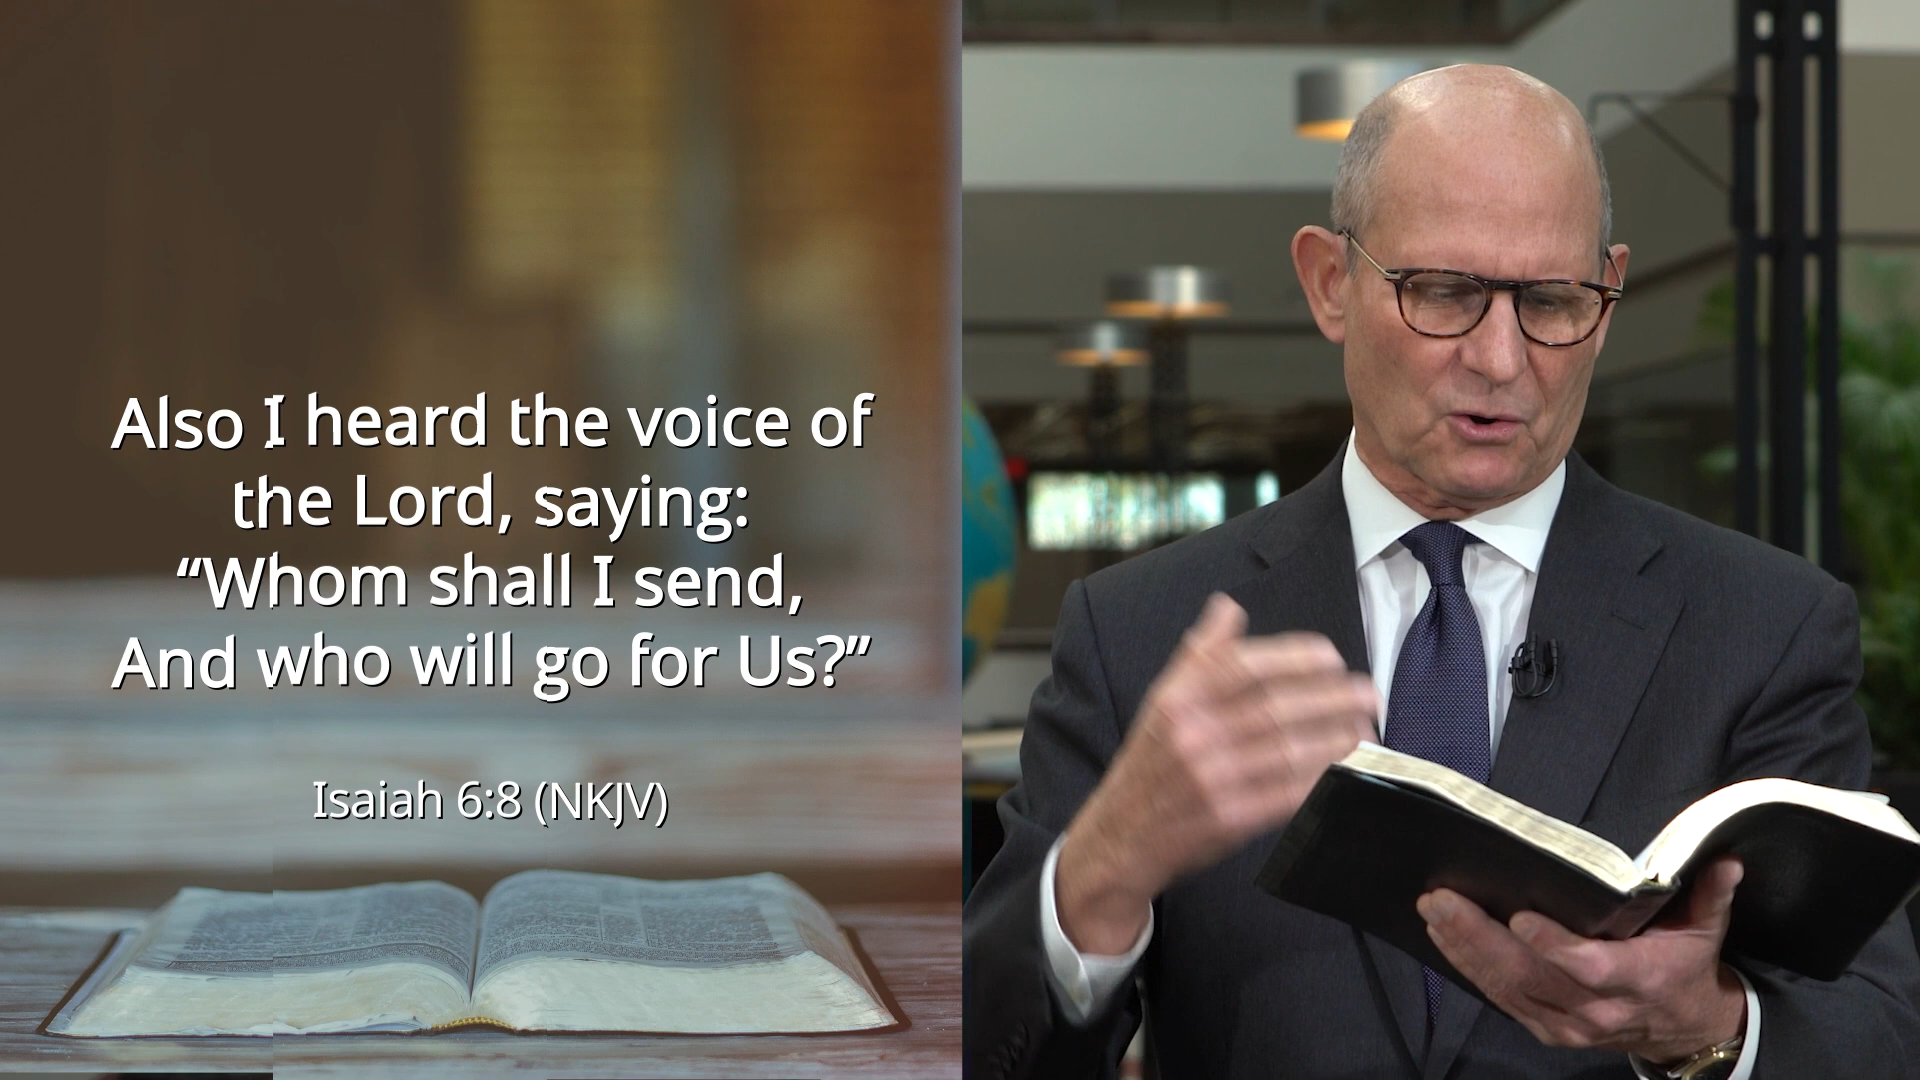 Also I heard the voice of
the Lord, saying:
“Whom shall I send,
And who will go for Us?”
Isaiah 6:8 (NKJV)